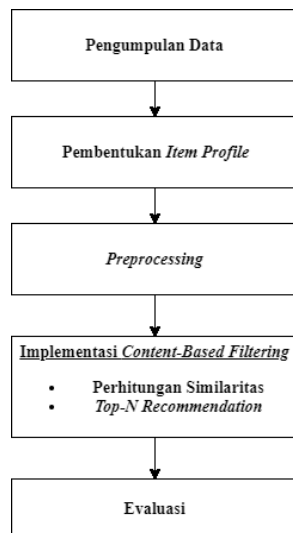 Pengumpulan Data
Pembentukan Item Profile
Preprocessing
Implementasi Content-Based Filtering
• Perhitungan Similaritas
• Top-N Recommendation
Evaluasi